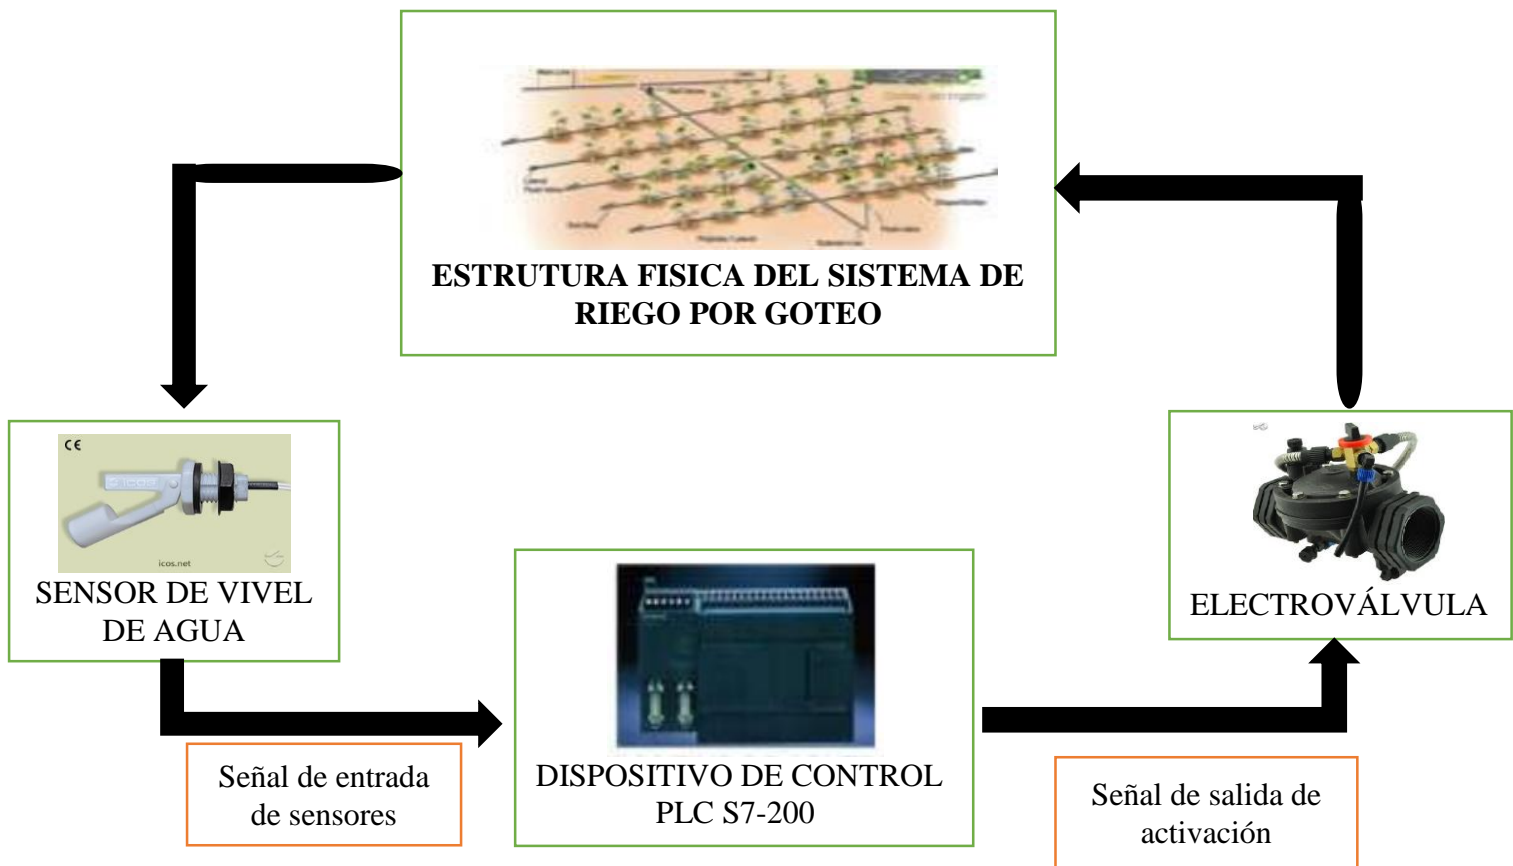 ESTRUTURA FISICA DEL SISTEMA DE
RIEGO POR GOTEO
CE
icos
icos.net
SENSOR DE VIVEL
DE AGUA
ELECTROVÁLVULA
DISPOSITIVO DE CONTROL
PLC S7-200
Señal de entrada
de sensores
Señal de salida de
activación